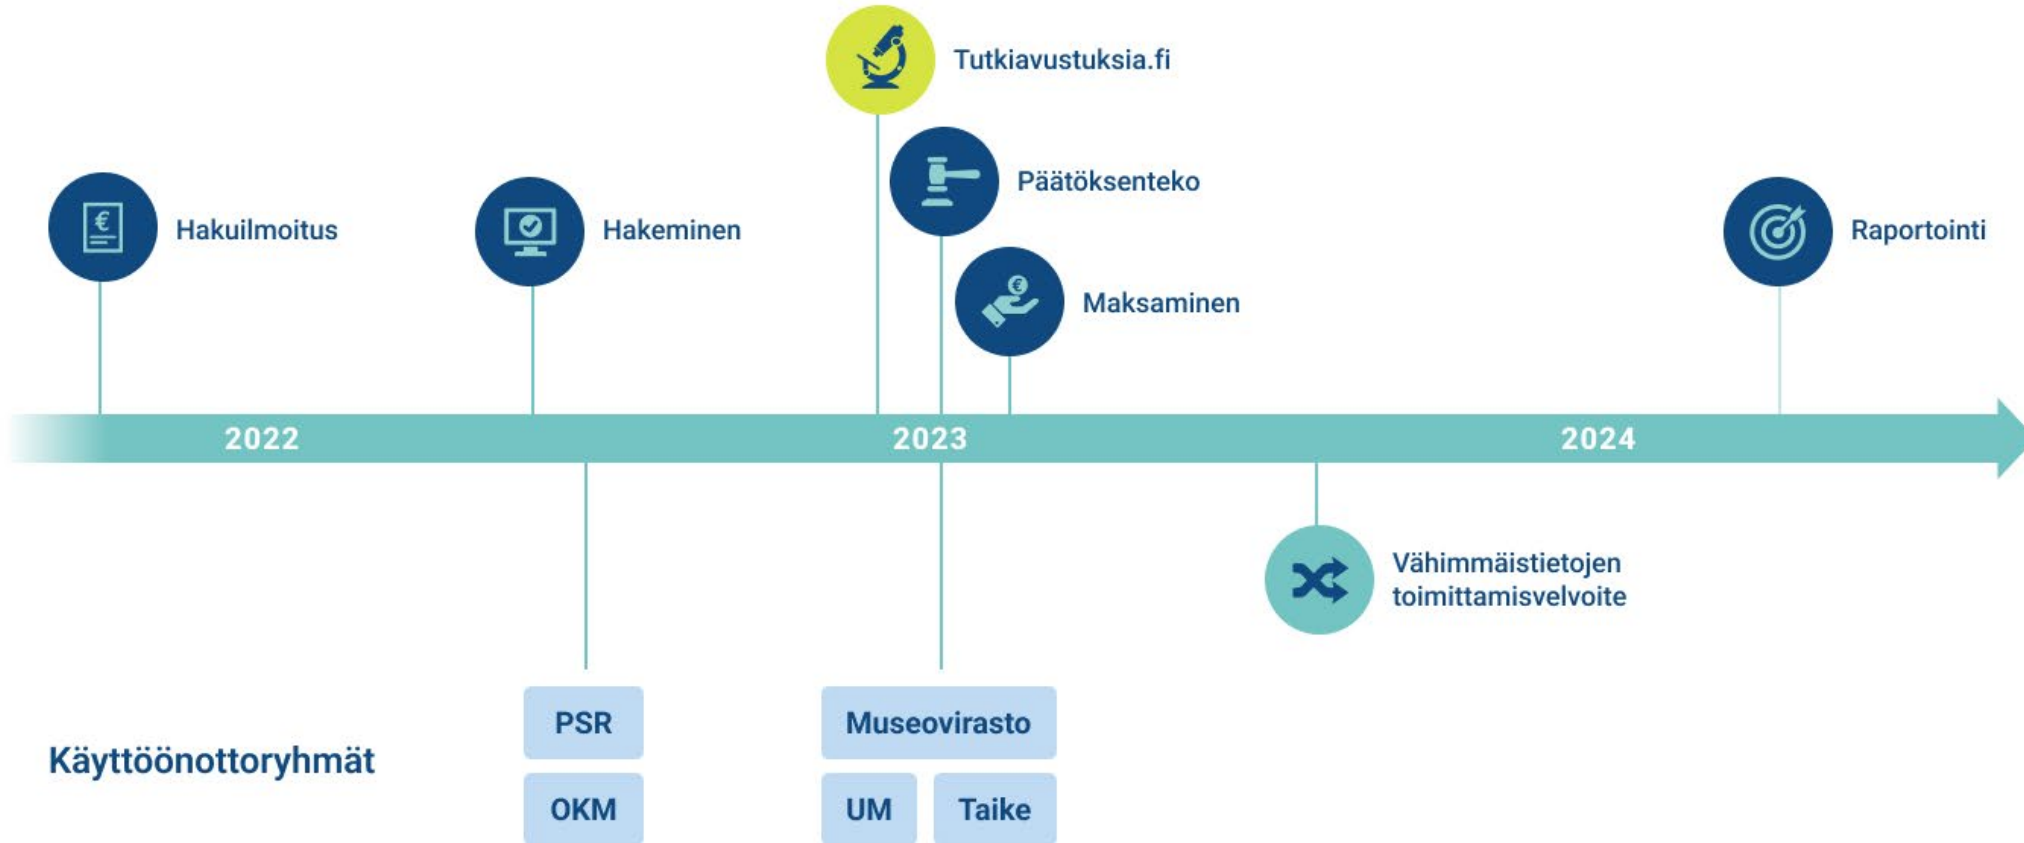 Tutkiavustuksia.fi
Päätöksenteko
Hakuilmoitus
Hakeminen
Raportointi
Maksaminen
2022
2023
2024
Vähimmäistietojen
toimittamisvelvoite
Käyttöönottoryhmät
PSR
OKM
Museovirasto
UM
Taike